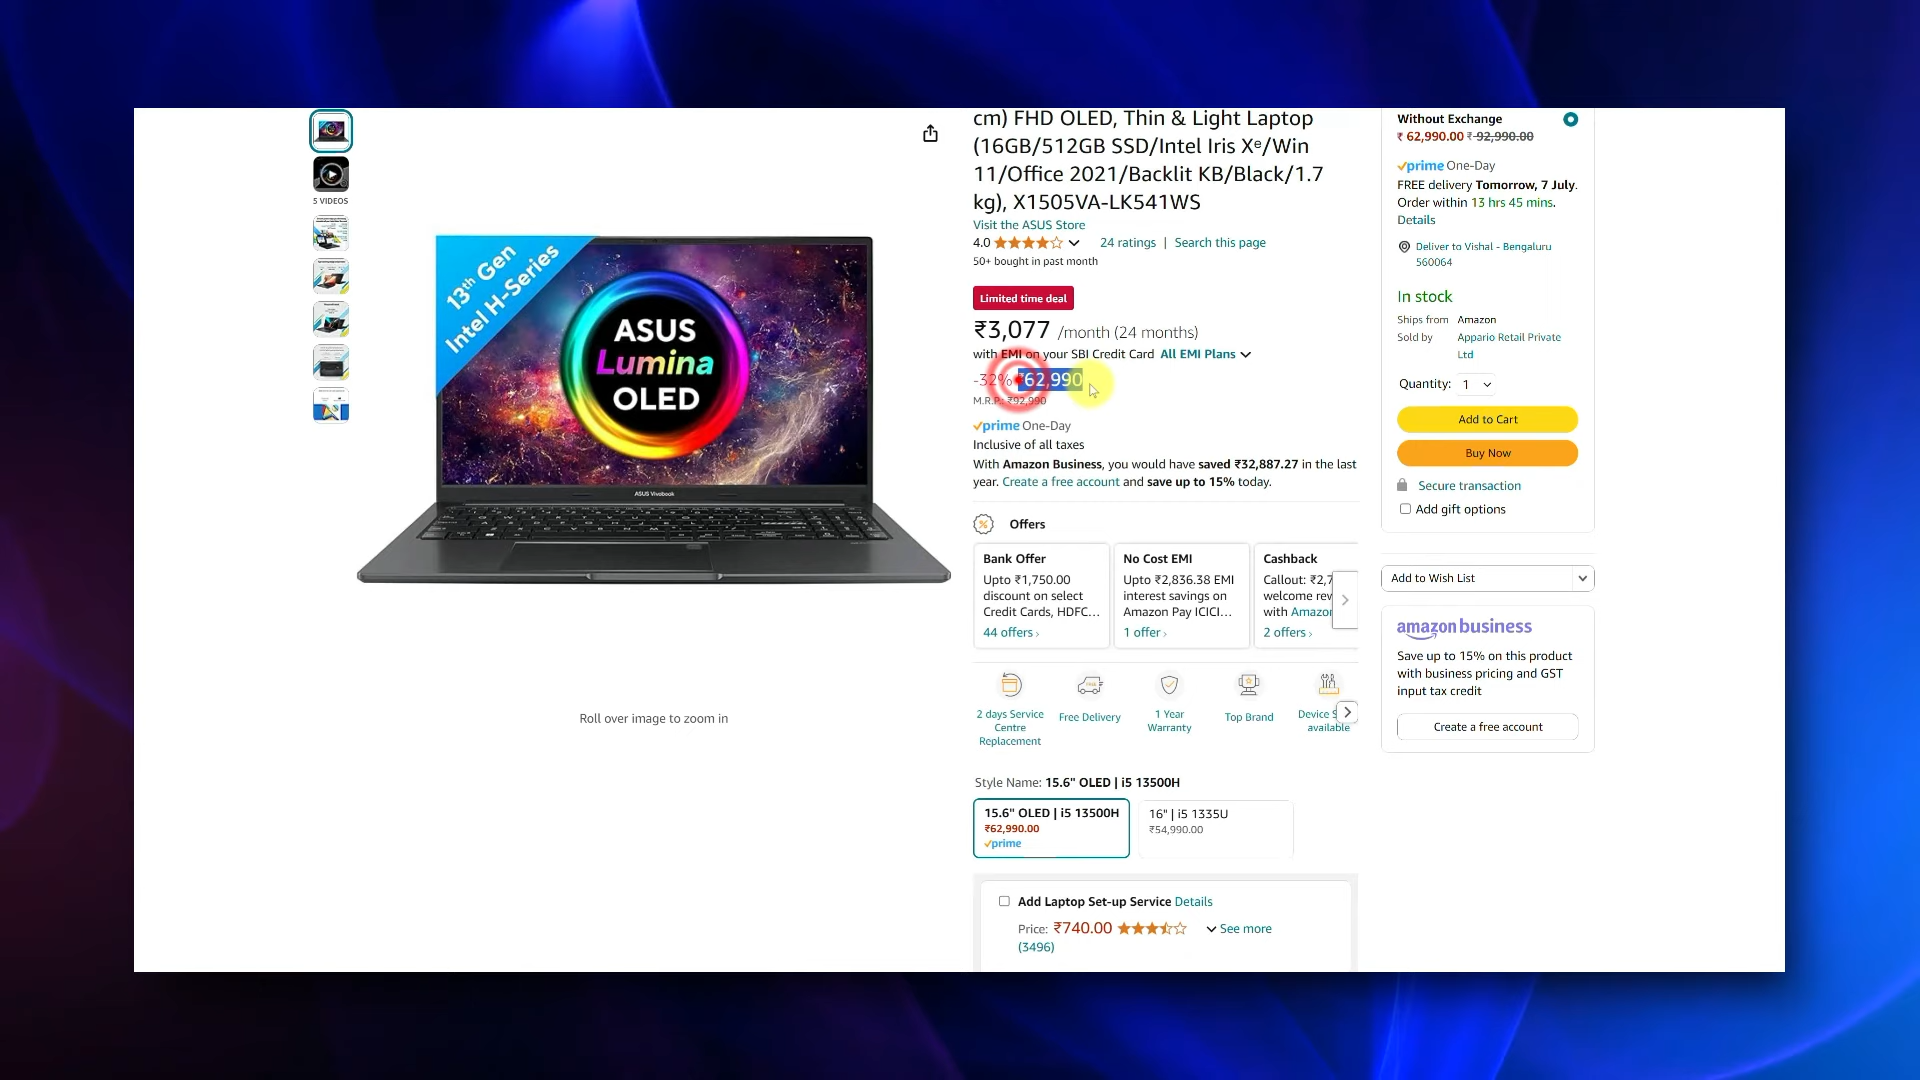 5 VIDEOS
13th Gen
Intel H-Series
ASUS
Lumina
OLED
ASUS Vivobook
Roll over image to zoom in
cm) FHD OLED, Thin & Light Laptop
(16GB/512GB SSD/Intel Iris Xᵉ/Win
11/Office 2021/Backlit KB/Black/1.7
kg), X1505VA-LK541WS
Visit the ASUS Store
4.0 24 ratings | Search this page
50+ bought in past month
Limited time deal
₹3,077 /month (24 months)
with EMI on your SBI Credit Card All EMI Plans
-32% ₹62,990
M.R.P.: ₹92,990
prime One-Day
Inclusive of all taxes
With Amazon Business, you would have saved ₹32,887.27 in the last
year. Create a free account and save up to 15% today.
Offers
Bank Offer
Upto ₹1,750.00
discount on select
Credit Cards, HDFC...
44 offers ›
No Cost EMI
Upto ₹2,836.38 EMI
interest savings on
Amazon Pay ICICI...
1 offer ›
Cashback
Callout: ₹2,7
welcome rev
with Amazon
2 offers ›
2 days Service
Centre
Replacement
Free Delivery
1 Year
Warranty
Top Brand
Device S
available
Style Name: 15.6" OLED | i5 13500H
15.6" OLED | i5 13500H
₹62,990.00
prime
16" | i5 1335U
₹54,990.00
Add Laptop Set-up Service Details
Price: ₹740.00 See more
(3496)
Without Exchange
₹ 62,990.00 ₹ 92,990.00
prime One-Day
FREE delivery Tomorrow, 7 July.
Order within 13 hrs 45 mins.
Details
Deliver to Vishal - Bengaluru
560064
In stock
Ships from Amazon
Sold by Appario Retail Private
Ltd
Quantity: 1
Add to Cart
Buy Now
Secure transaction
Add gift options
Add to Wish List
amazon business
Save up to 15% on this product
with business pricing and GST
input tax credit
Create a free account